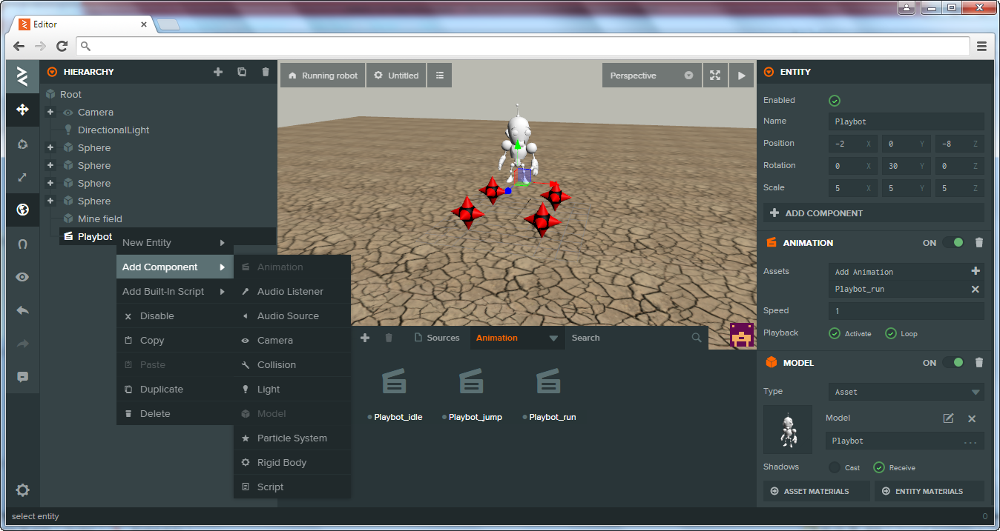 Editor
HIERARCHY
Root
Camera
DirectionalLight
Sphere
Sphere
Sphere
Sphere
Mine field
Playbot
New Entity
Add Component
Add Built-In Script
Disable
Copy
Paste
Duplicate
Delete
Animation
Audio Listener
Audio Source
Camera
Collision
Light
Model
Particle System
Rigid Body
Script
Running robot
Untitled
Perspective
Sources
Animation
Search
Playbot_idle
Playbot_jump
Playbot_run
ENTITY
Enabled
Name Playbot
Position -2 X 0 Y -8 Z
Rotation 0 X 30 Y 0 Z
Scale 5 X 5 Y 5 Z
ADD COMPONENT
ANIMATION ON
Assets Add Animation
Playbot_run
Speed 1
Playback Activate Loop
MODEL ON
Type Asset
Model
Playbot ...
Shadows Cast Receive
ASSET MATERIALS ENTITY MATERIALS
select entity 0